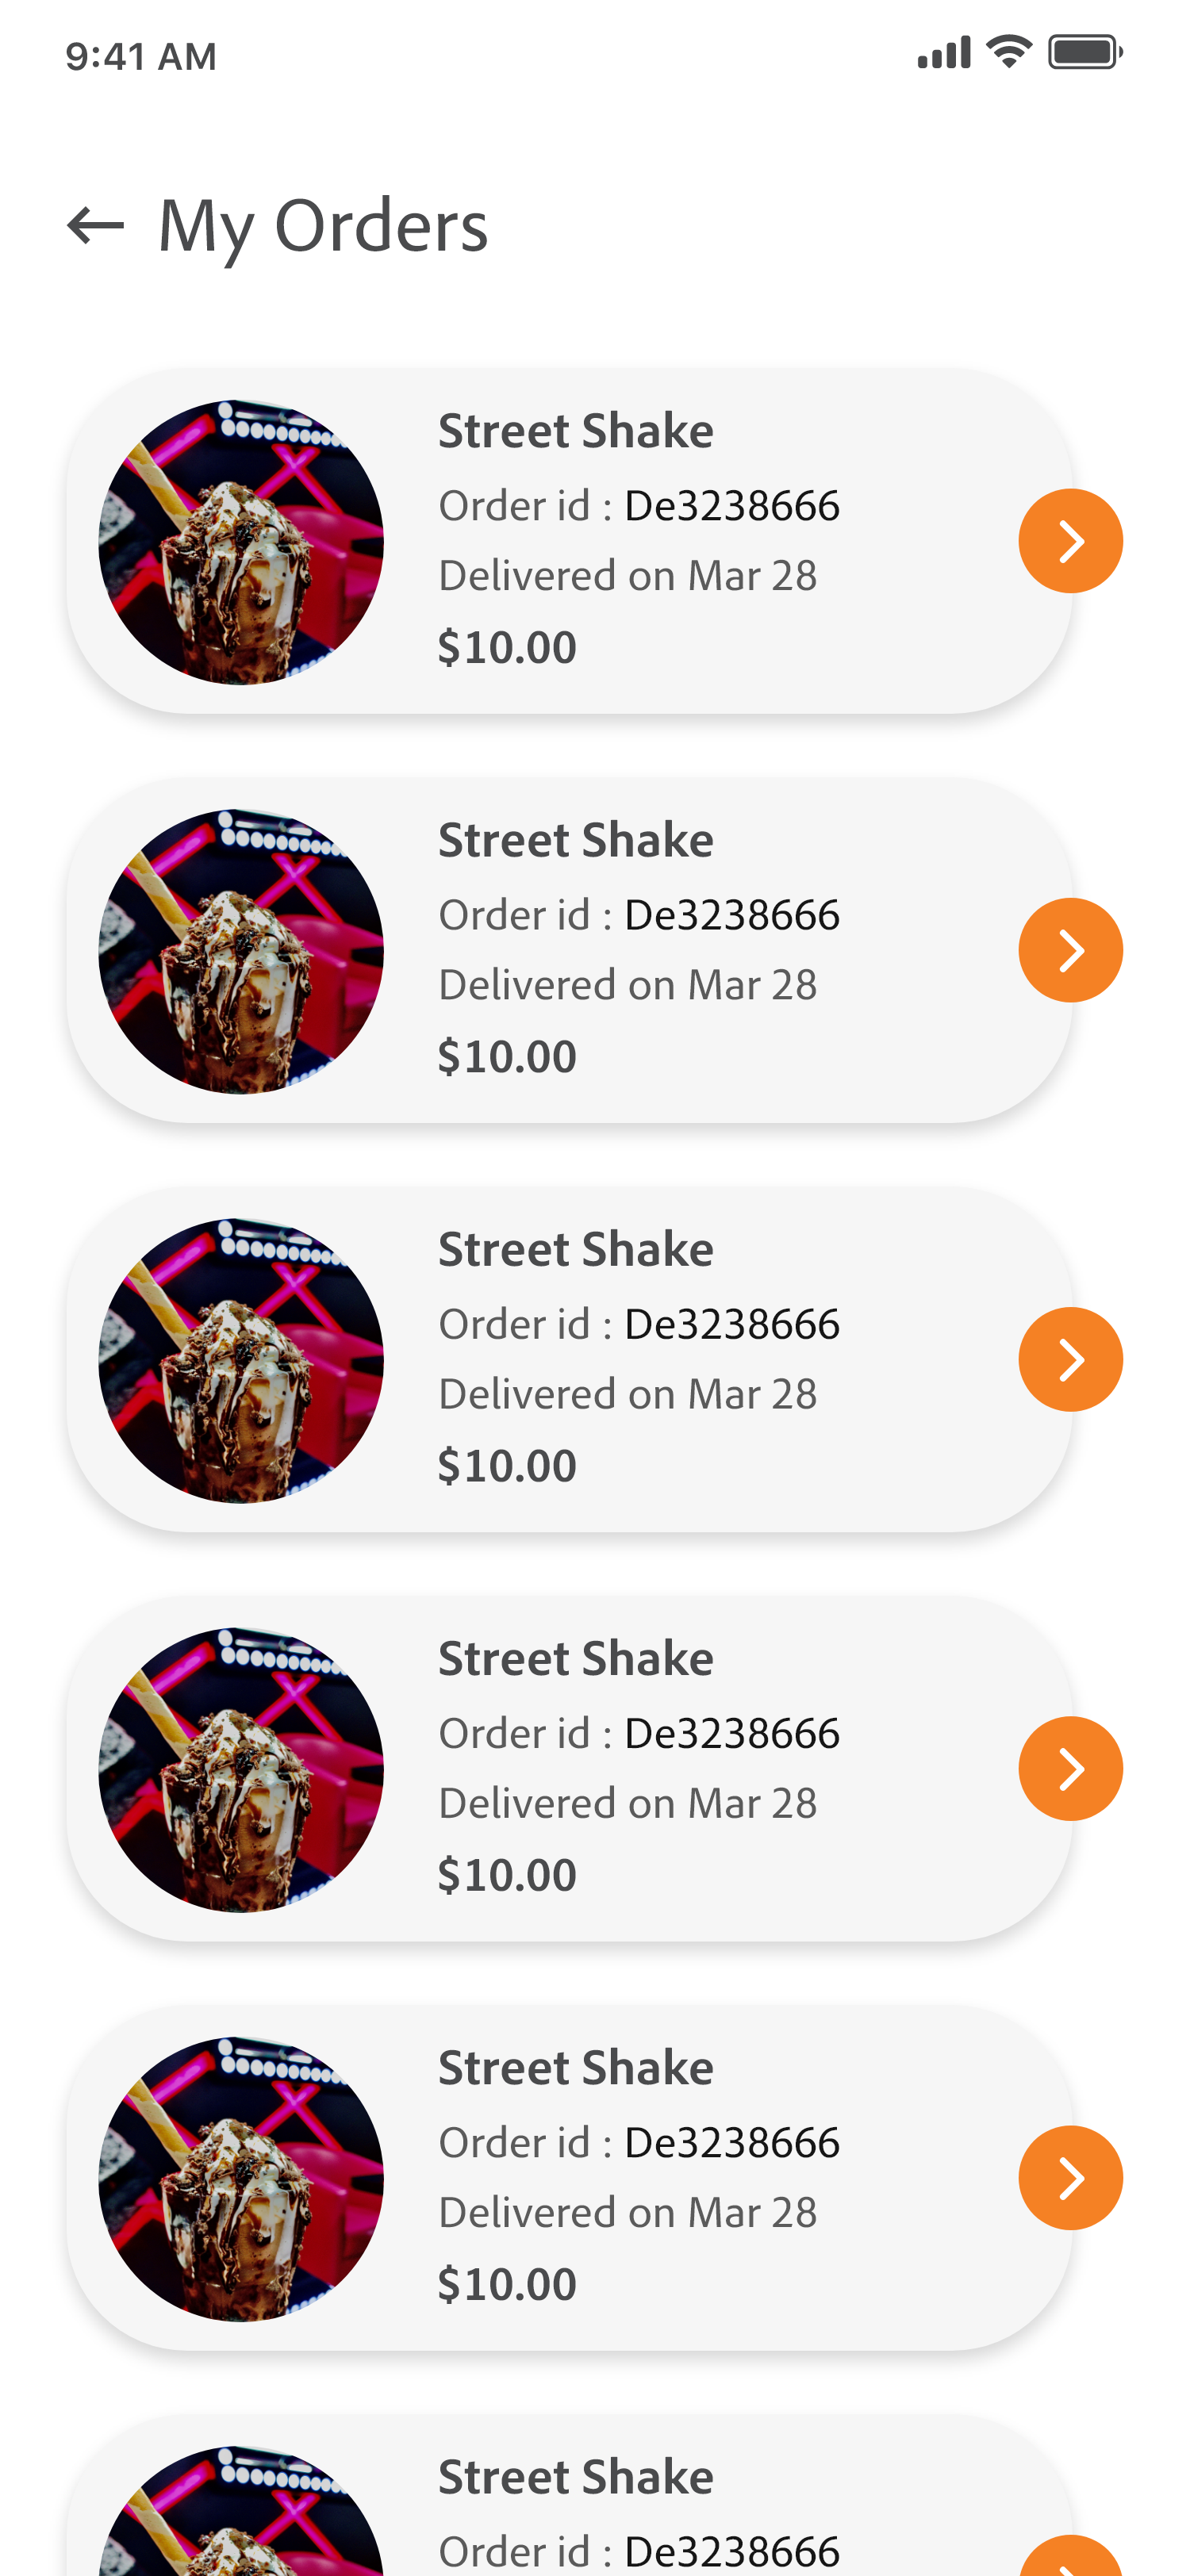 9:41 AM
My Orders
Street Shake
Order id : De3238666
Delivered on Mar 28
$10.00
Street Shake
Order id : De3238666
Delivered on Mar 28
$10.00
Street Shake
Order id : De3238666
Delivered on Mar 28
$10.00
Street Shake
Order id : De3238666
Delivered on Mar 28
$10.00
Street Shake
Order id : De3238666
Delivered on Mar 28
$10.00
Street Shake
Order id : De3238666